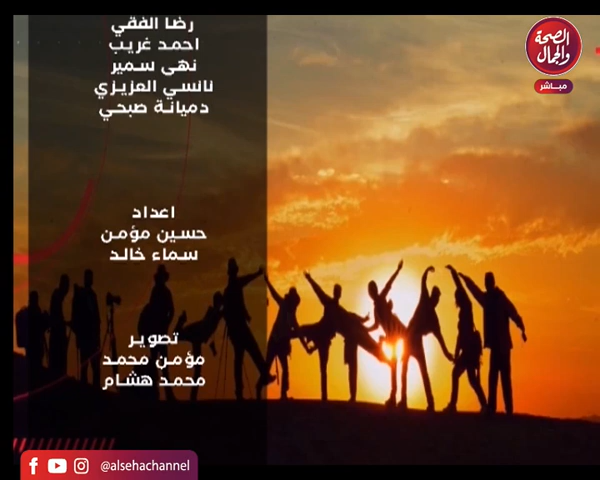 رضا الفقي
احمد غريب
نهى سمير
نانسي العزيزي
دميانة صبحي
اعداد
حسين مؤمن
سماء خالد
تصوير
مؤمن محمد
محمد هشام
الصحة
والجمال
مباشر
@alsehachannel